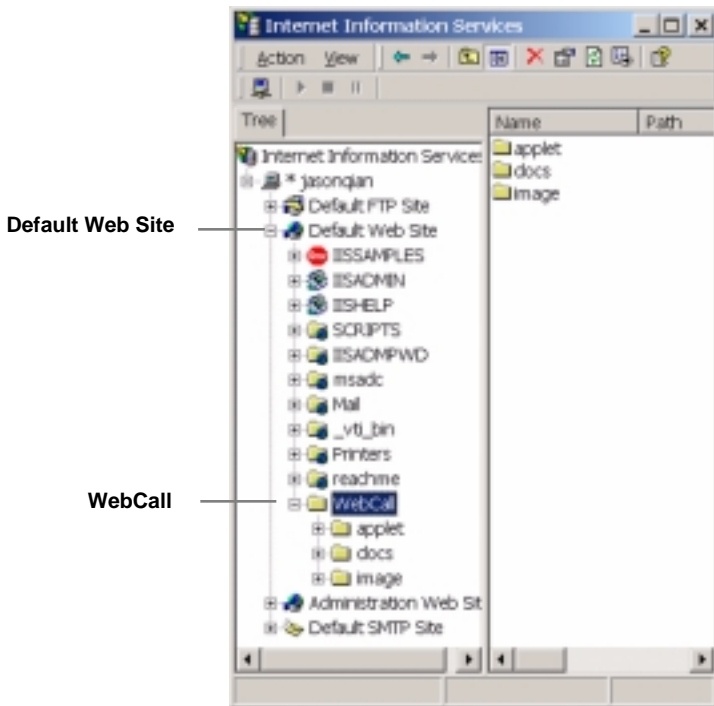 Internet Information Services
Action View
Tree
Name Path
Internet Information Services
* jasonqian
Default FTP Site
Default Web Site
IISSAMPLES
IISADMIN
IISHELP
SCRIPTS
IISADMPWD
msadc
Mail
_vti_bin
Printers
reachme
WebCall
applet
docs
image
Administration Web Sit
Default SMTP Site
applet
docs
image
Default Web Site
WebCall